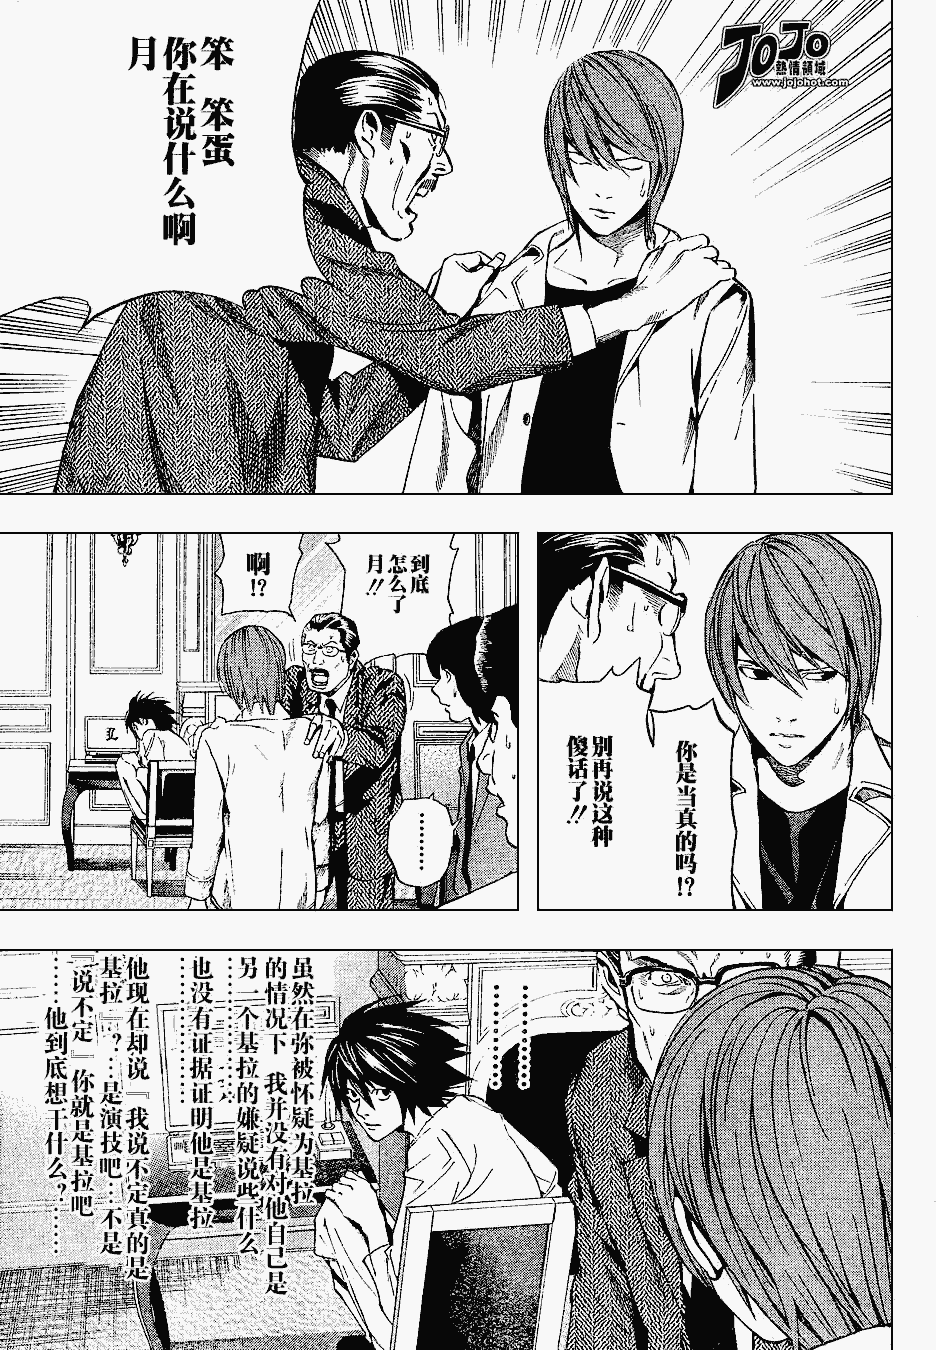 JOJO
熱情領域
www.jojohot.com
笨 笨蛋
你在说什么啊
月
你是当真的吗!?
别再说这种
傻话了!!
到底
怎么了
月!!
啊!?
………
…………
…………
虽然在弥被怀疑为基拉
的情况下 我并没有对他自己是
另一个基拉的嫌疑说些什么
……也没有证据证明他是基拉
……
他现在却说『我说不定真的是
基拉』?…是演技吧…不是
『说不定』你就是基拉吧
……他到底想干什么?……
L